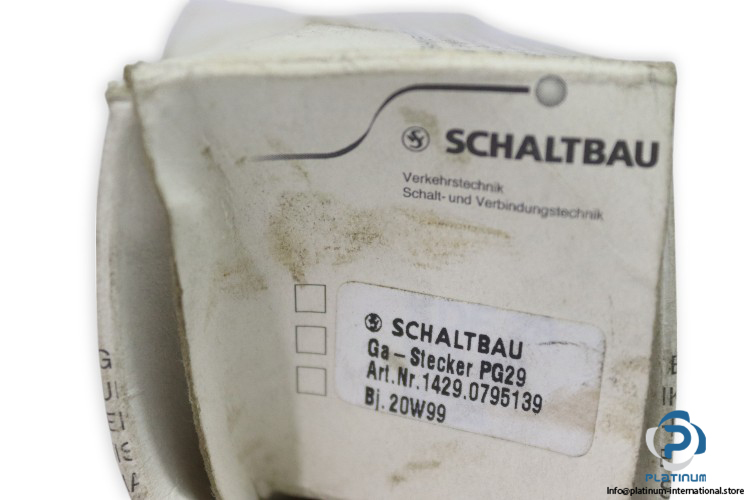 SCHALTBAU
Verkehrstechnik
Schalt- und Verbindungstechnik
SCHALTBAU
Ga-Stecker PG29
Art.Nr.1429.0795139
Bj. 20W99
PLATINUM
INTERNATIONAL
Info@platinum-international.store